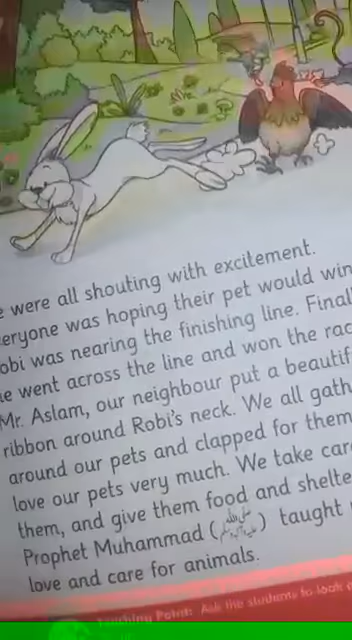 were all shouting with excitement.
everyone was hoping their pet would win
obi was nearing the finishing line. Final
e went across the line and won the rac
Mr. Aslam, our neighbour put a beautif
ribbon around Robi's neck. We all gath
around our pets and clapped for them
love our pets very much. We take car
them, and give them food and shelte
Prophet Muhammad (ﷺ) taught
love and care for animals.
Teaching Point: Ask the students to look